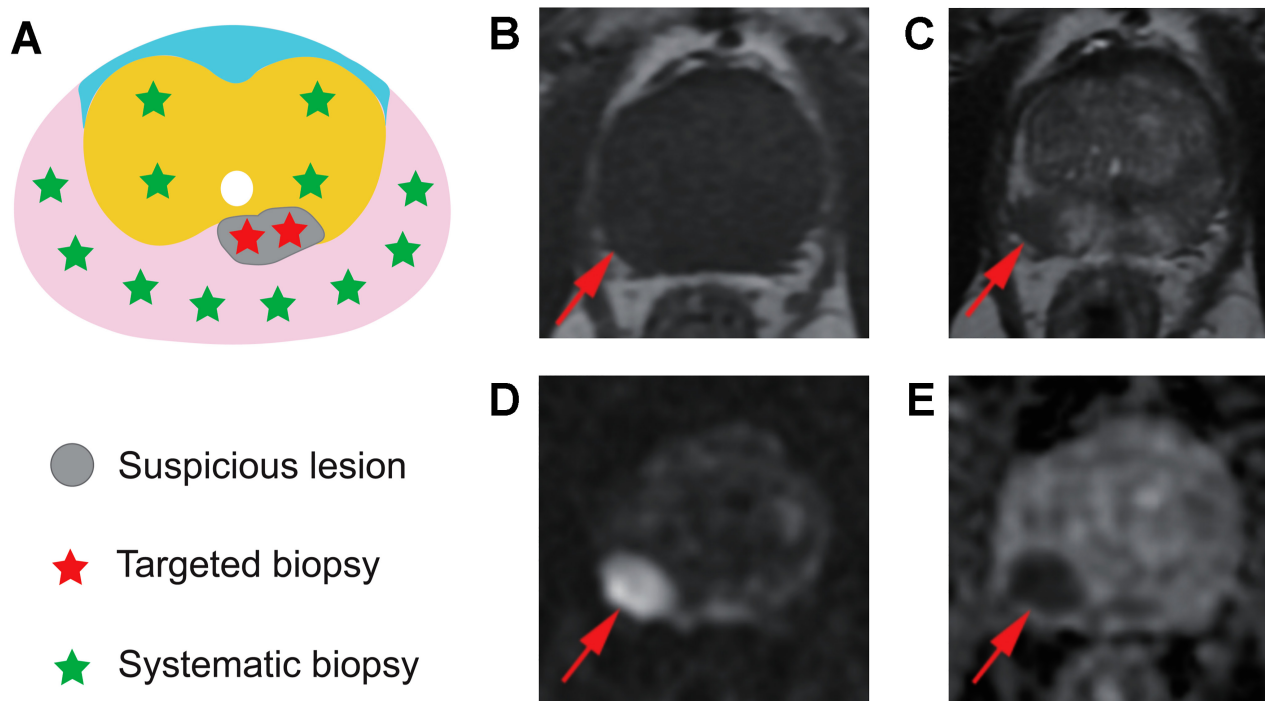 A
B
C
D
E
Suspicious lesion
Targeted biopsy
Systematic biopsy